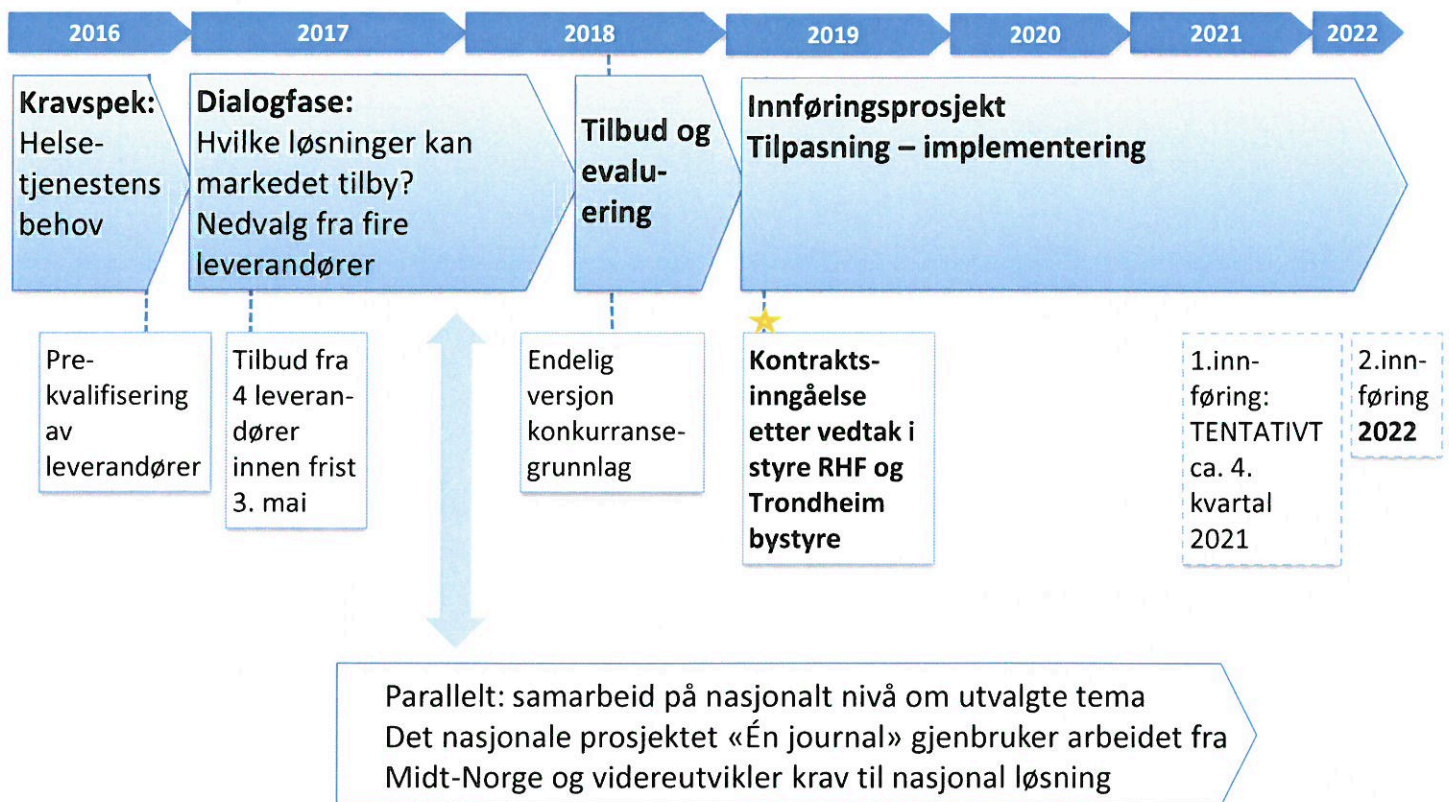 2016
2017
2018
2019
2020
2021
2022
Kravspek:
Helse-
tjenestens
behov
Dialogfase:
Hvilke løsninger kan
markedet tilby?
Nedvalg fra fire
leverandører
Tilbud og
evalu-
ering
Innføringsprosjekt
Tilpasning – implementering
Pre-
kvalifisering
av
leverandører
Tilbud fra
4 leveran-
dører
innen frist
3. mai
Endelig
versjon
konkurranse-
grunnlag
Kontrakts-
inngåelse
etter vedtak i
styre RHF og
Trondheim
bystyre
1.inn-
føring:
TENTATIVT
ca. 4.
kvartal
2021
2.inn-
føring
2022
Parallelt: samarbeid på nasjonalt nivå om utvalgte tema
Det nasjonale prosjektet «Én journal» gjenbruker arbeidet fra
Midt-Norge og videreutvikler krav til nasjonal løsning